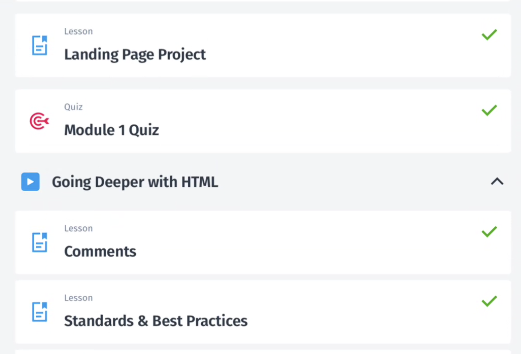 Lesson
Landing Page Project
Quiz
Module 1 Quiz
Going Deeper with HTML
Lesson
Comments
Lesson
Standards & Best Practices